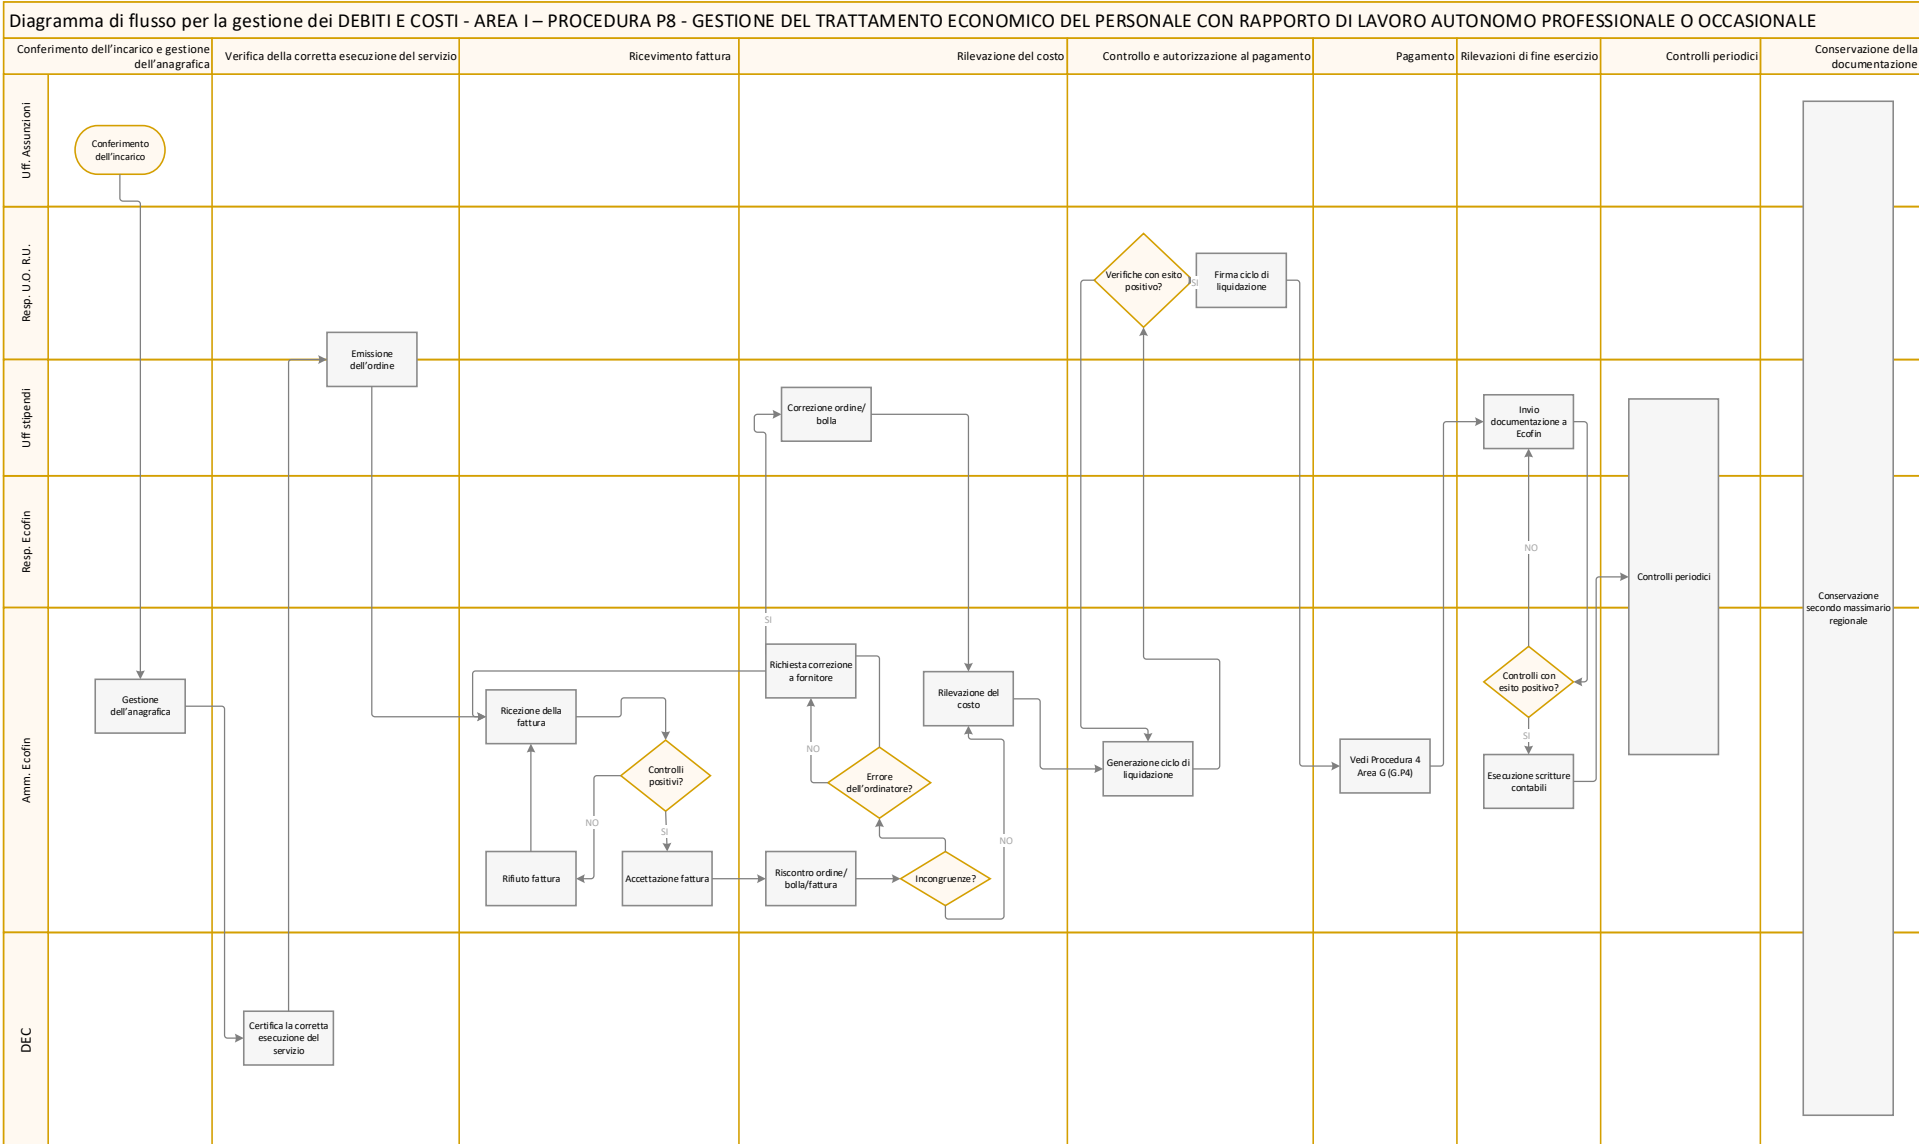 Diagramma di flusso per la gestione dei DEBITI E COSTI - AREA I – PROCEDURA P8 - GESTIONE DEL TRATTAMENTO ECONOMICO DEL PERSONALE CON RAPPORTO DI LAVORO AUTONOMO PROFESSIONALE O OCCASIONALE
Conferimento dell'incarico e gestione
dell'anagrafica
Verifica della corretta esecuzione del servizio
Ricevimento fattura
Rilevazione del costo
Controllo e autorizzazione al pagamento
Pagamento
Rilevazioni di fine esercizio
Controlli periodici
Conservazione della
documentazione
Uff. Assunzioni
Conferimento
dell'incarico
Resp. U.O. R.U.
Verifiche con esito
positivo?
SI
Firma ciclo di
liquidazione
Emissione
dell'ordine
Uff stipendi
Correzione ordine/
bolla
Invio
documentazione a
Ecofin
Resp. Ecofin
NO
Controlli periodici
Conservazione
secondo massimario
regionale
Amm. Ecofin
SI
Gestione
dell'anagrafica
Ricezione della
fattura
Controlli
positivi?
NO
SI
Rifiuto fattura
Accettazione fattura
Richiesta correzione
a fornitore
NO
Errore
dell'ordinatore?
Riscontro ordine/
bolla/fattura
Incongruenze?
NO
Rilevazione del
costo
Generazione ciclo di
liquidazione
Vedi Procedura 4
Area G (G.P4)
Controlli con
esito positivo?
SI
Esecuzione scritture
contabili
DEC
Certifica la corretta
esecuzione del
servizio